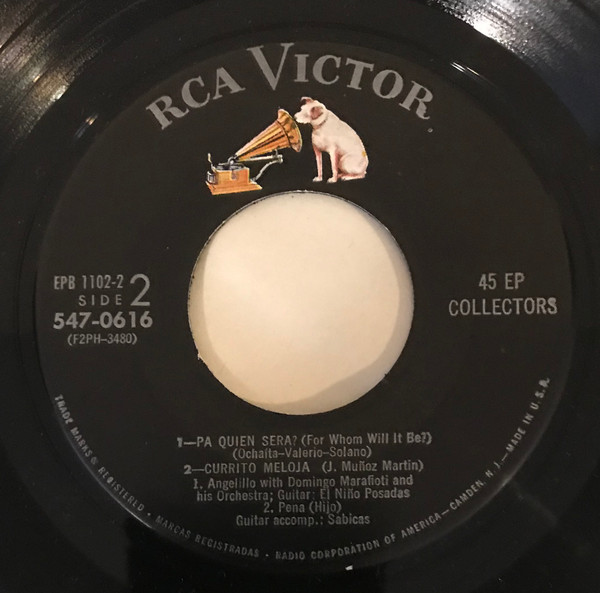 RCA VICTOR
EPB 1102-2
SIDE 2
547-0616
(F2PH-3480)
45 EP
COLLECTORS
1—PA QUIEN SERA? (For Whom Will It Be?)
(Ochaíta-Valerio-Solano)
2—CURRITO MELOJA (J. Muñoz Martin)
1. Angelillo with Domingo Marafioti and
his Orchestra; Guitar: El Niño Posadas
2. Pena (Hijo)
Guitar accomp.: Sabicas
TRADE MARKS ® REGISTERED • MARCAS REGISTRADAS • RADIO CORPORATION OF AMERICA—CAMDEN, N. J.—MADE IN U.S.A.